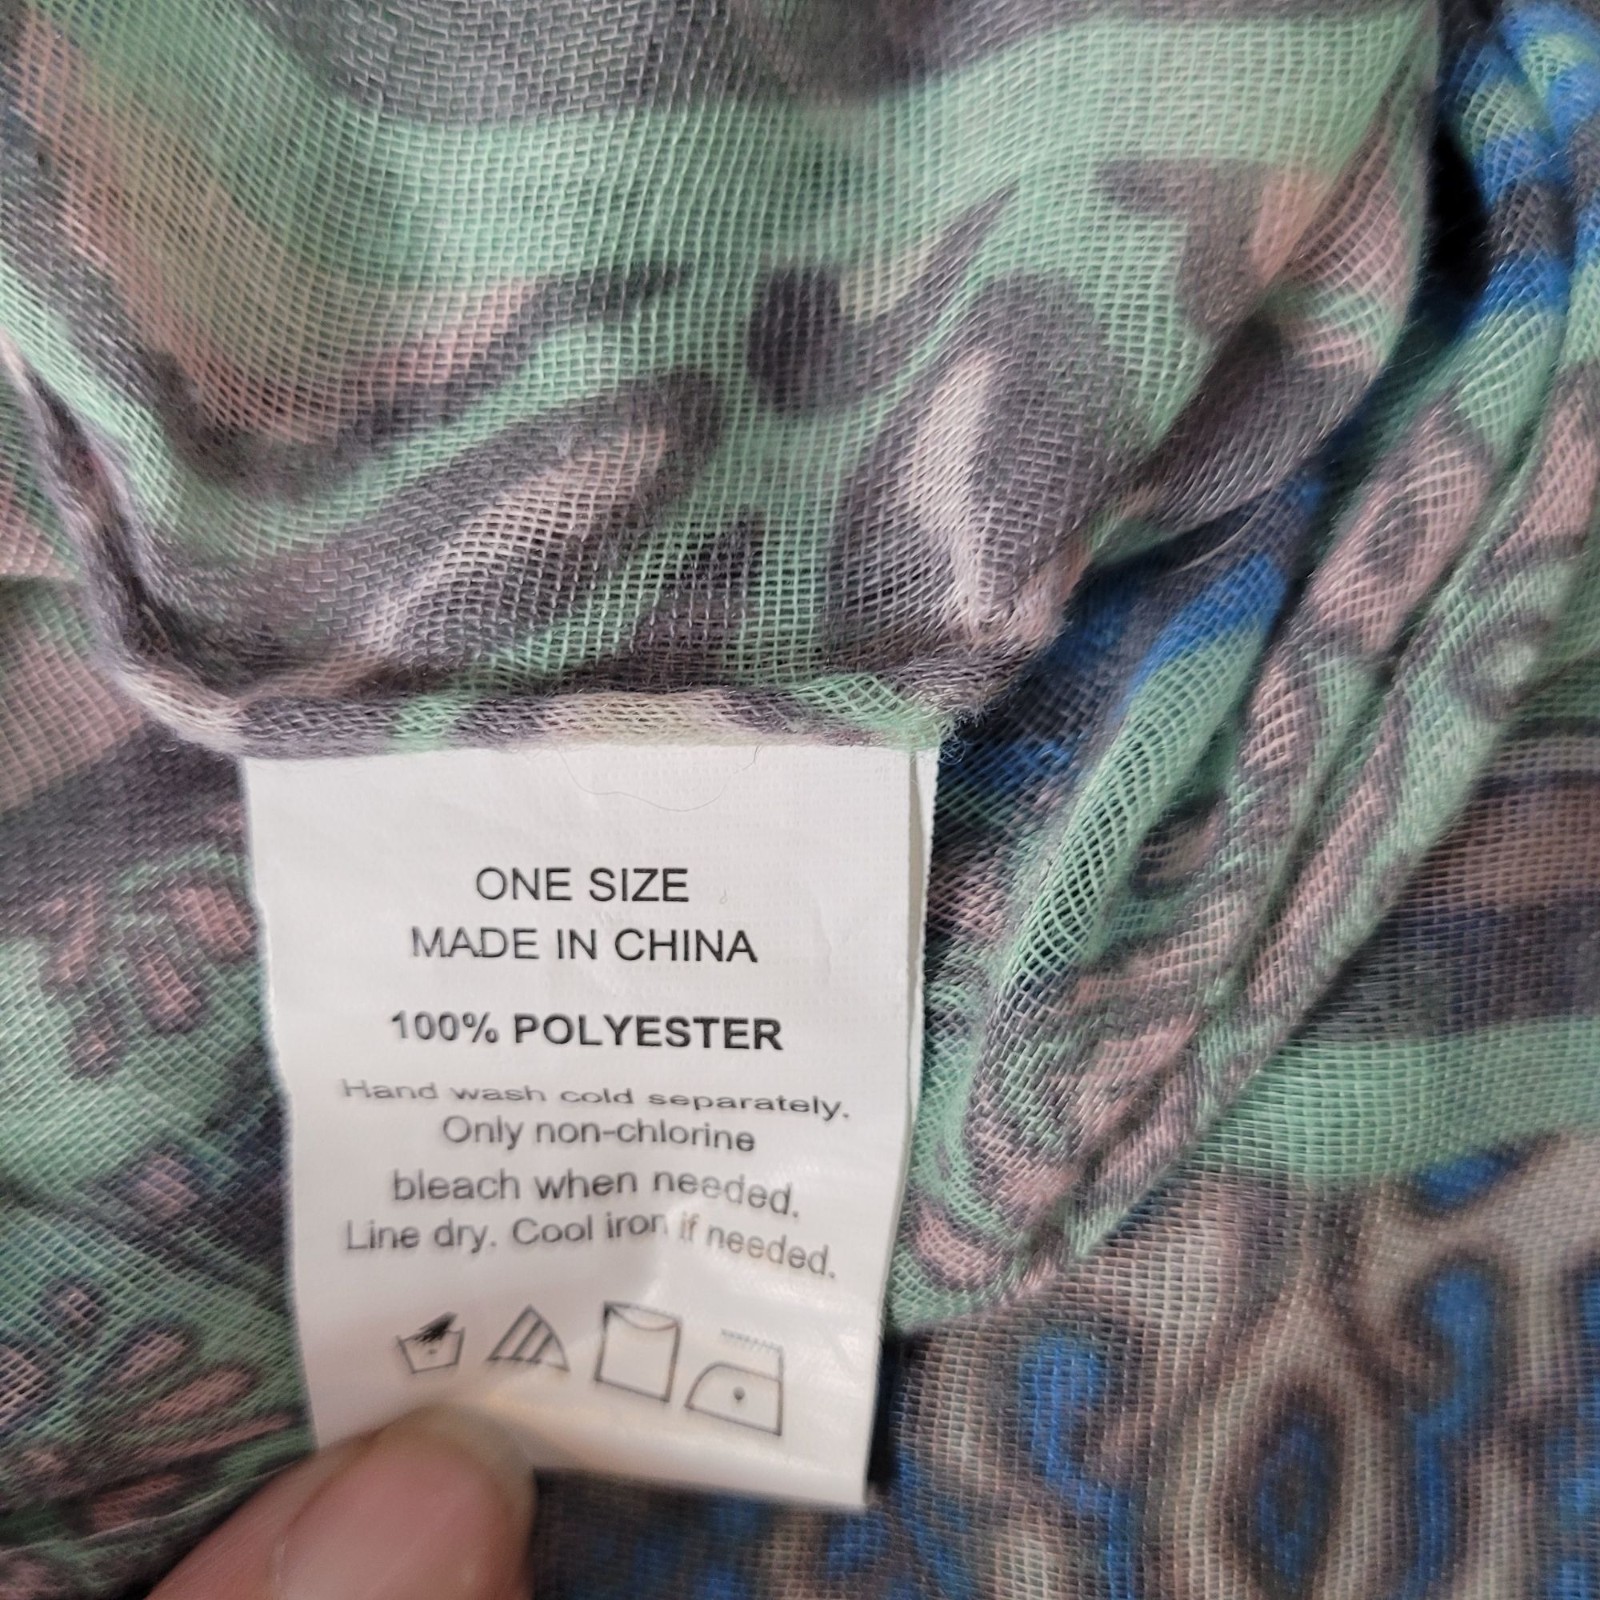 ONE SIZE
MADE IN CHINA
100% POLYESTER
Hand wash cold separately.
Only non-chlorine
bleach when needed.
Line dry. Cool iron if needed.